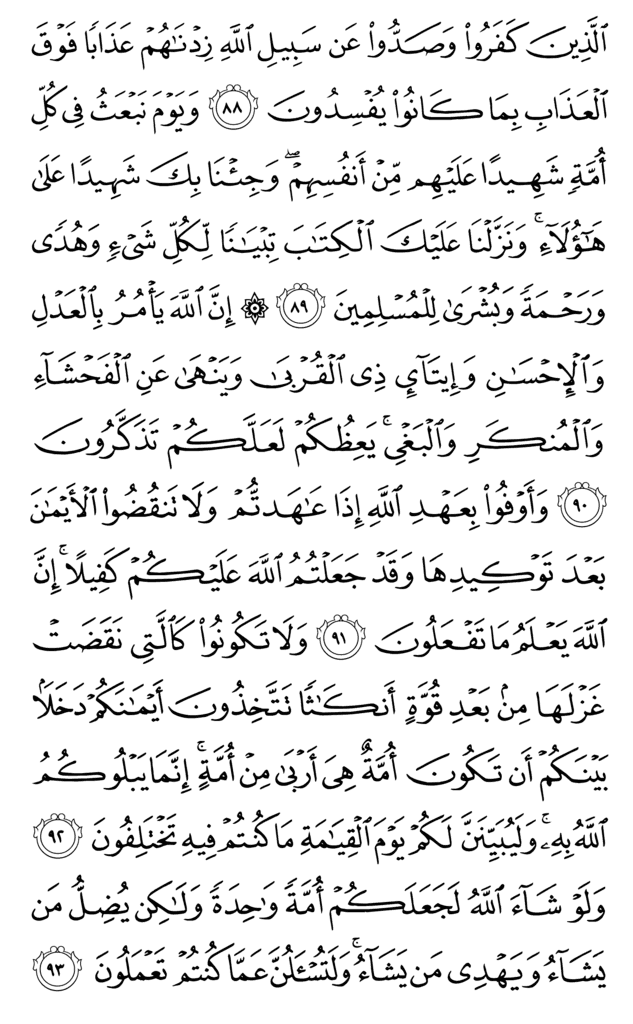 ٱلَّذِينَ كَفَرُوا۟ وَصَدُّوا۟ عَن سَبِيلِ ٱللَّهِ زِدْنَـٰهُمْ عَذَابًا فَوْقَ
ٱلْعَذَابِ بِمَا كَانُوا۟ يُفْسِدُونَ ٨٨ وَيَوْمَ نَبْعَثُ فِى كُلِّ
أُمَّةٍ شَهِيدًا عَلَيْهِم مِّنْ أَنفُسِهِمْ ۖ وَجِئْنَا بِكَ شَهِيدًا عَلَىٰ
هَـٰٓؤُلَآءِ ۚ وَنَزَّلْنَا عَلَيْكَ ٱلْكِتَـٰبَ تِبْيَـٰنًا لِّكُلِّ شَىْءٍ وَهُدًى
وَرَحْمَةً وَبُشْرَىٰ لِلْمُسْلِمِينَ ٨٩ ۞ إِنَّ ٱللَّهَ يَأْمُرُ بِٱلْعَدْلِ
وَٱلْإِحْسَـٰنِ وَإِيتَآئِ ذِى ٱلْقُرْبَىٰ وَيَنْهَىٰ عَنِ ٱلْفَحْشَآءِ
وَٱلْمُنكَرِ وَٱلْبَغْىِ ۚ يَعِظُكُمْ لَعَلَّكُمْ تَذَكَّرُونَ
٩٠ وَأَوْفُوا۟ بِعَهْدِ ٱللَّهِ إِذَا عَـٰهَدتُّمْ وَلَا تَنقُضُوا۟ ٱلْأَيْمَـٰنَ
بَعْدَ تَوْكِيدِهَا وَقَدْ جَعَلْتُمُ ٱللَّهَ عَلَيْكُمْ كَفِيلًا ۚ إِنَّ
ٱللَّهَ يَعْلَمُ مَا تَفْعَلُونَ ٩١ وَلَا تَكُونُوا۟ كَٱلَّتِى نَقَضَتْ
غَزْلَهَا مِنۢ بَعْدِ قُوَّةٍ أَنكَـٰثًا تَتَّخِذُونَ أَيْمَـٰنَكُمْ دَخَلًۢا
بَيْنَكُمْ أَن تَكُونَ أُمَّةٌ هِىَ أَرْبَىٰ مِنْ أُمَّةٍ ۚ إِنَّمَا يَبْلُوكُمُ
ٱللَّهُ بِهِۦ ۚ وَلَيُبَيِّنَنَّ لَكُمْ يَوْمَ ٱلْقِيَـٰمَةِ مَا كُنتُمْ فِيهِ تَخْتَلِفُونَ ٩٢
وَلَوْ شَآءَ ٱللَّهُ لَجَعَلَكُمْ أُمَّةً وَٰحِدَةً وَلَـٰكِن يُضِلُّ مَن
يَشَآءُ وَيَهْدِى مَن يَشَآءُ ۚ وَلَتُسْـَٔلُنَّ عَمَّا كُنتُمْ تَعْمَلُونَ ٩٣